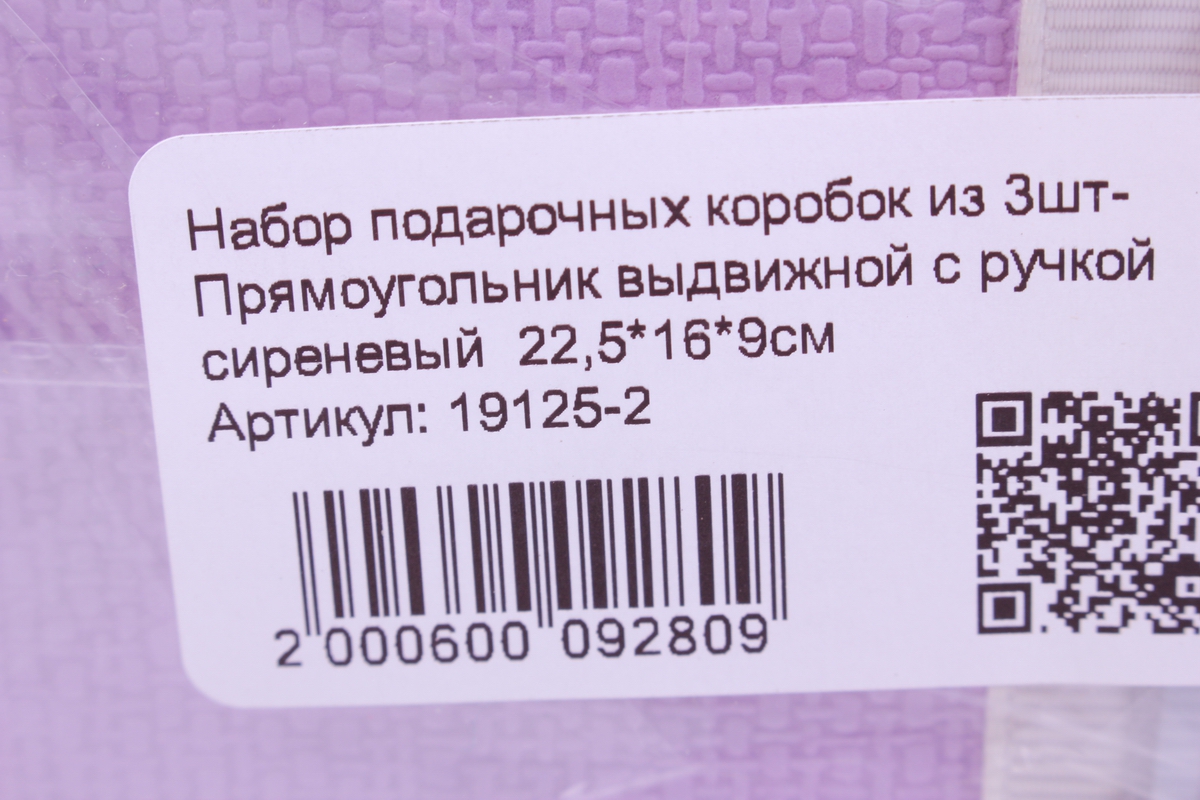 Набор подарочных коробок из 3шт-
Прямоугольник выдвижной с ручкой
сиреневый 22,5*16*9см
Артикул: 19125-2
2 000600 092809